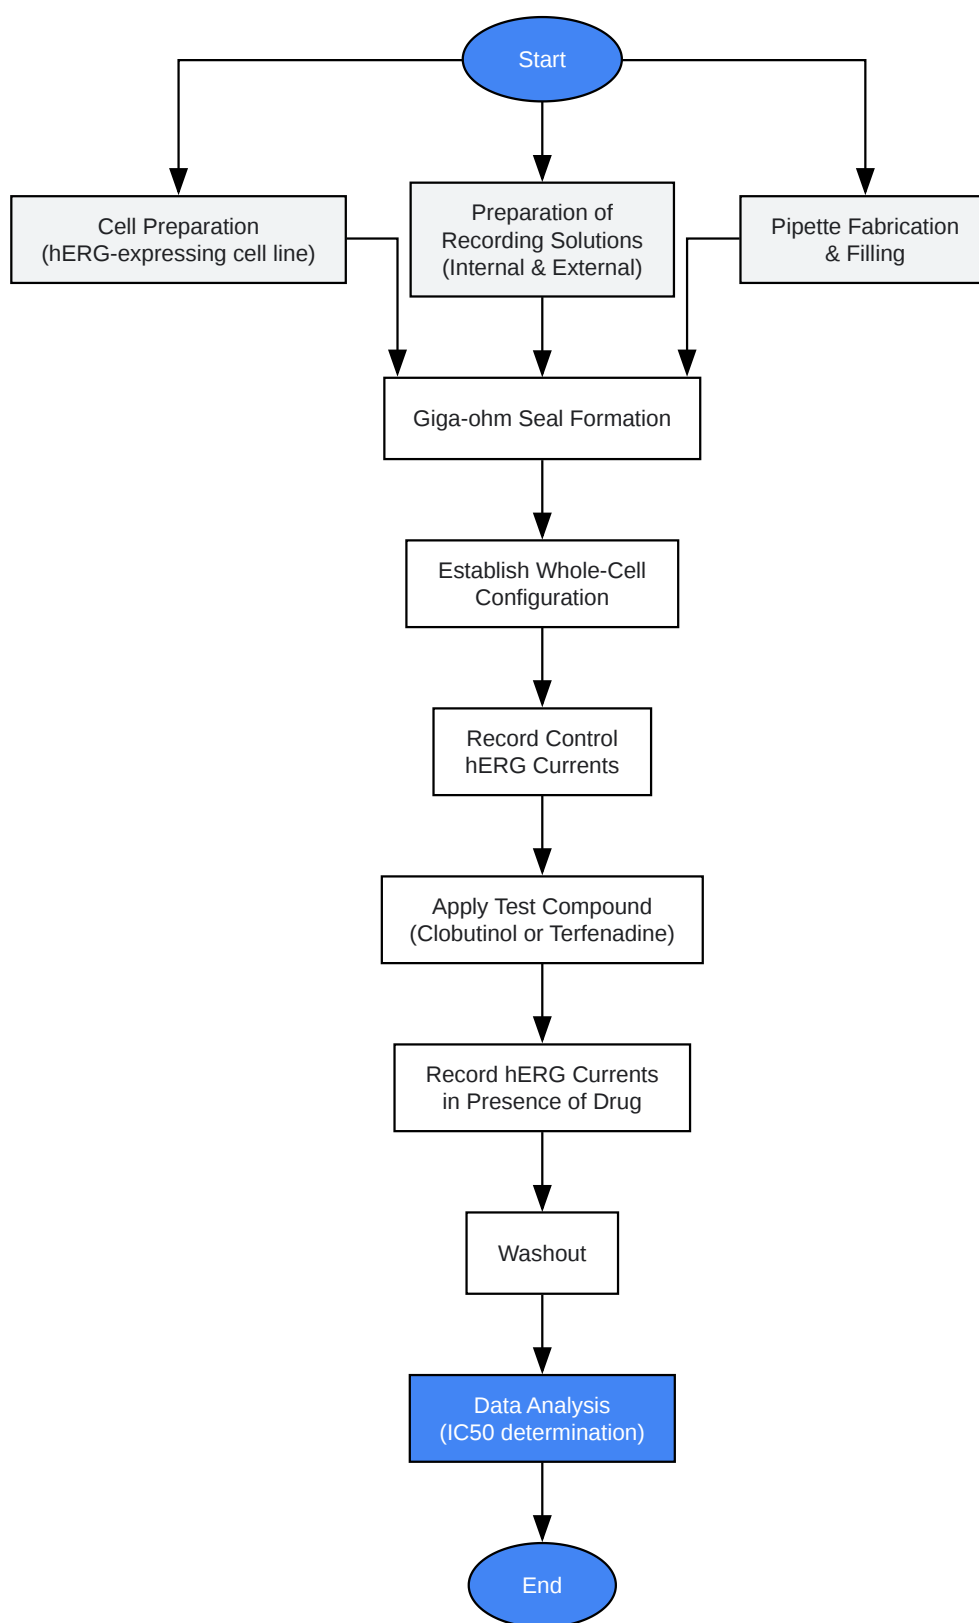 Start
Cell Preparation
(hERG-expressing cell line)
Preparation of
Recording Solutions
(Internal & External)
Pipette Fabrication
& Filling
Giga-ohm Seal Formation
Establish Whole-Cell
Configuration
Record Control
hERG Currents
Apply Test Compound
(Clobutinol or Terfenadine)
Record hERG Currents
in Presence of Drug
Washout
Data Analysis
(IC50 determination)
End